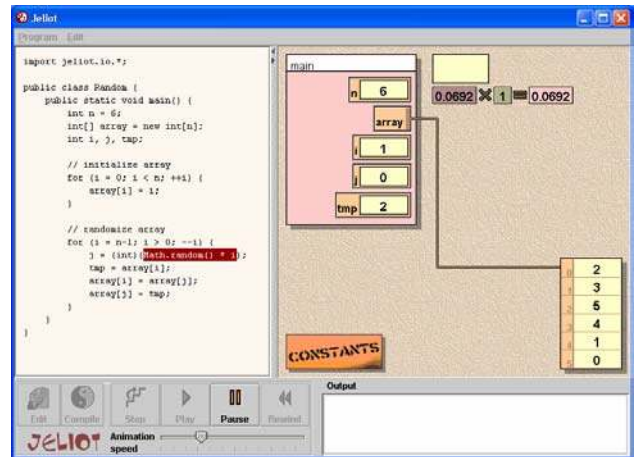 Jeliot
Program Edit
import jeliot.io.*;
public class Random {
public static void main() {
int n = 6;
int[] array = new int[n];
int i, j, tmp;
// initialize array
for (i = 0; i < n; ++i) {
array[i] = i;
}
// randomize array
for (i = n-1; i > 0; --i) {
j = (int)(Math.random() * i);
tmp = array[i];
array[i] = array[j];
array[j] = tmp;
}
}
}
main
n 6
array
i 1
j 0
tmp 2
0.0692 × 1 = 0.0692
0 2
1 3
2 5
3 4
4 1
5 0
CONSTANTS
Edit Compile Step Play Pause Rewind
JELIOT
Animation speed
Output